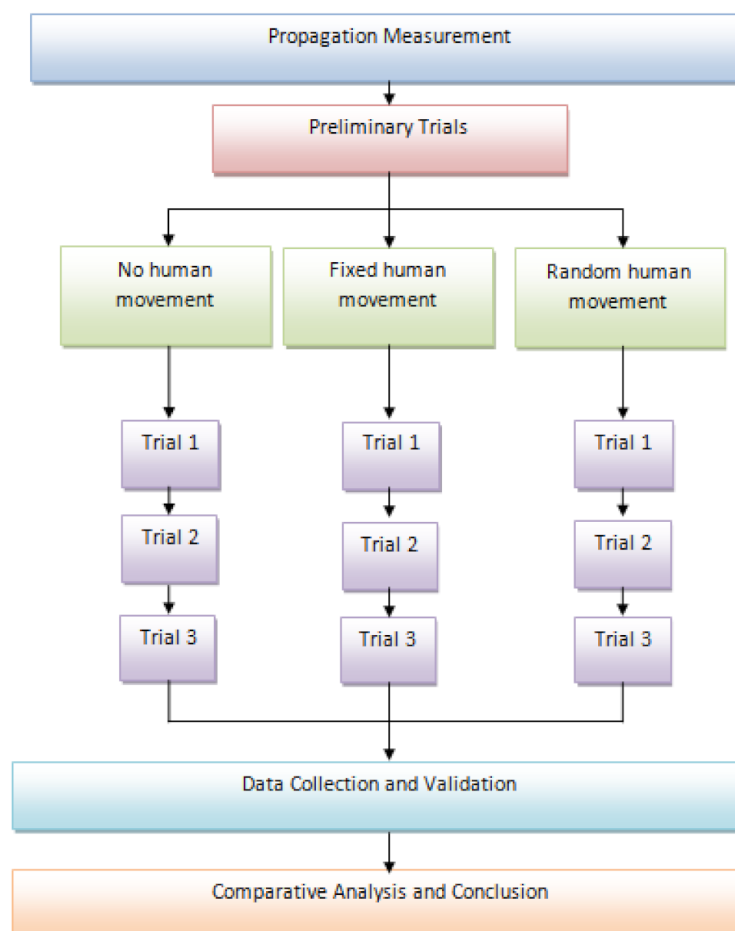 Propagation Measurement
Preliminary Trials
No human
movement
Fixed human
movement
Random human
movement
Trial 1
Trial 2
Trial 3
Trial 1
Trial 2
Trial 3
Trial 1
Trial 2
Trial 3
Data Collection and Validation
Comparative Analysis and Conclusion